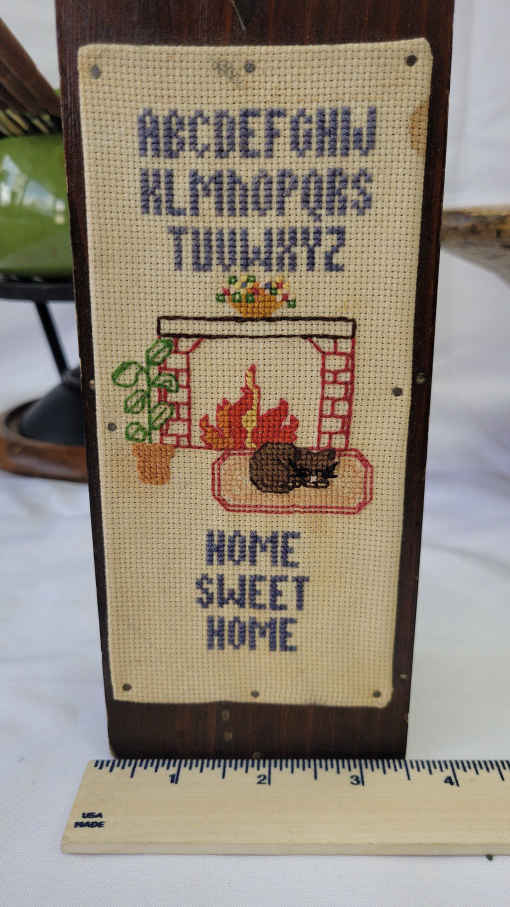 ABCDEFGHIJ
KLMNOPQRS
TUVWXYZ
HOME
SWEET
HOME
1 2 3 4
USA
MADE